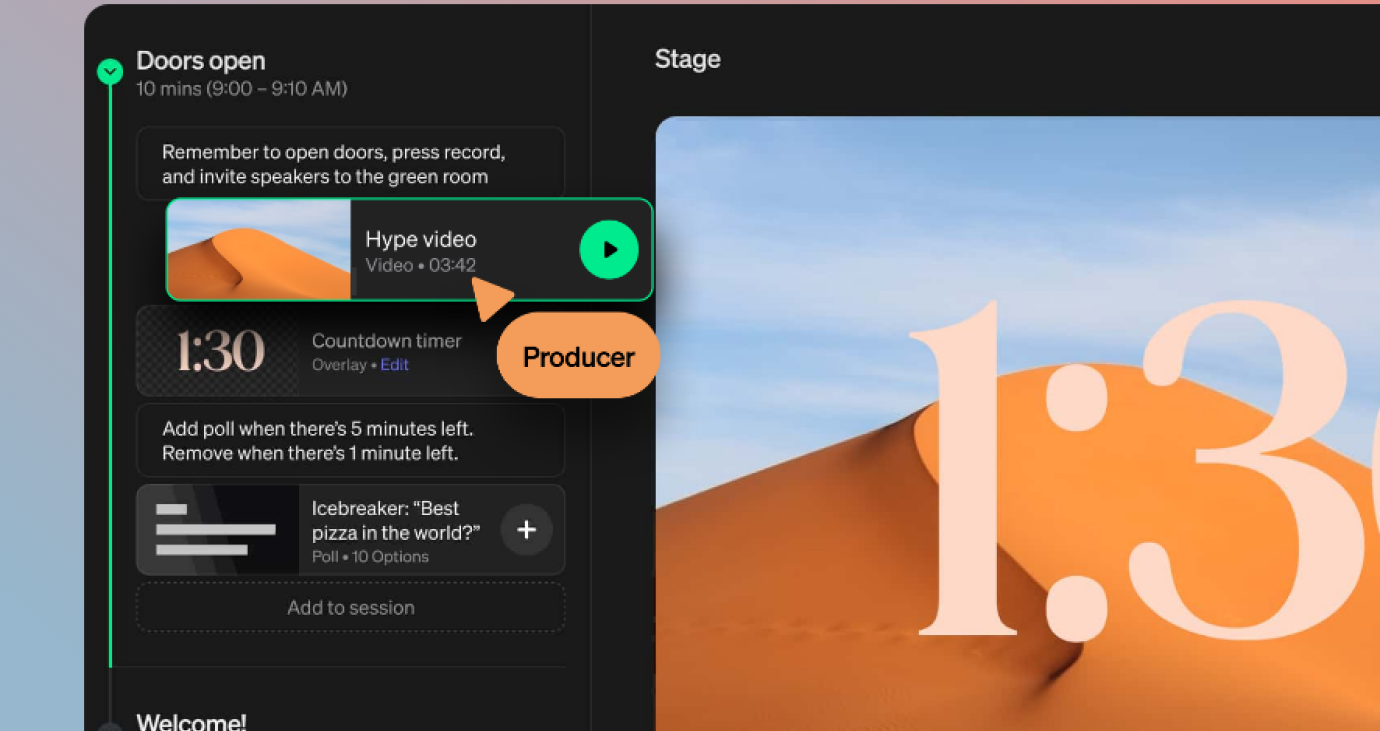 Doors open
10 mins (9:00 – 9:10 AM)
Remember to open doors, press record,
and invite speakers to the green room
Hype video
Video • 03:42
1:30
Countdown timer
Overlay • Edit
Producer
Add poll when there’s 5 minutes left.
Remove when there’s 1 minute left.
Icebreaker: “Best
pizza in the world?”
Poll • 10 Options
Add to session
Welcome!
Stage
1:3